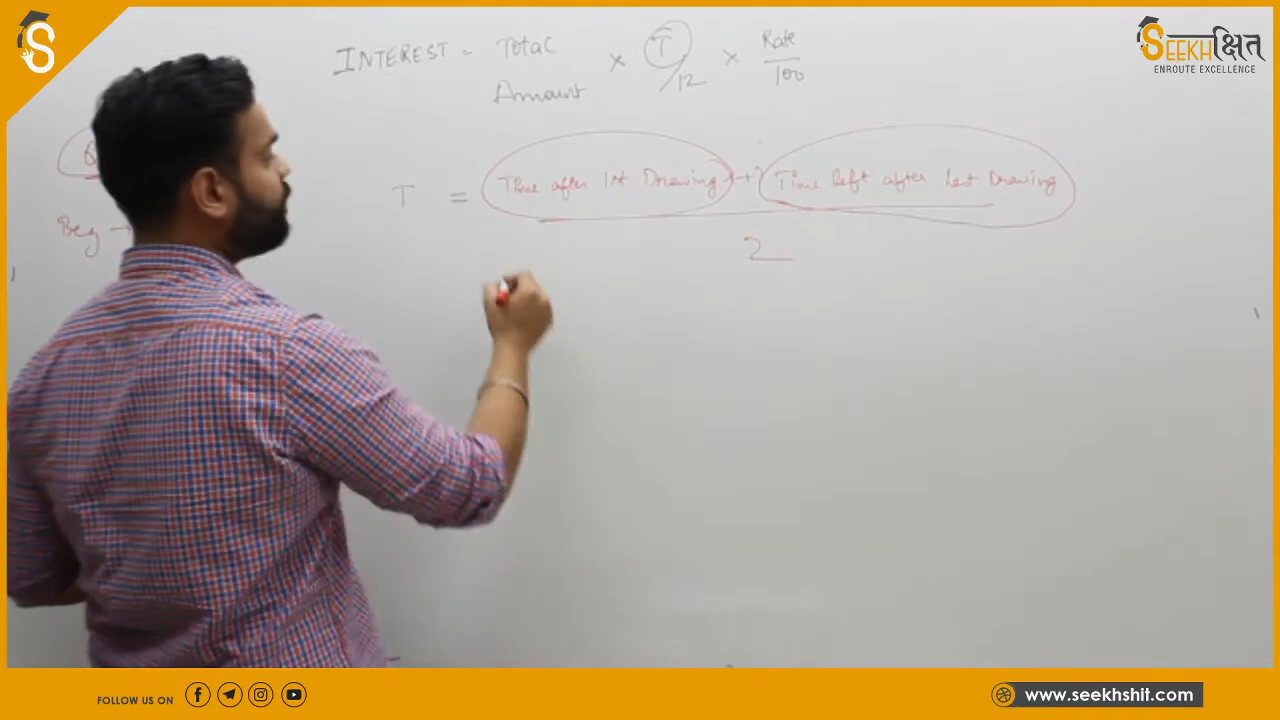 S
SEEKHक्षित
ENROUTE EXCELLENCE
INTEREST = Total Amount × T/12 × Rate/100
T = Time after 1st Drawing + Time left after last Drawing
2
Beg →
FOLLOW US ON
www.seekhshit.com